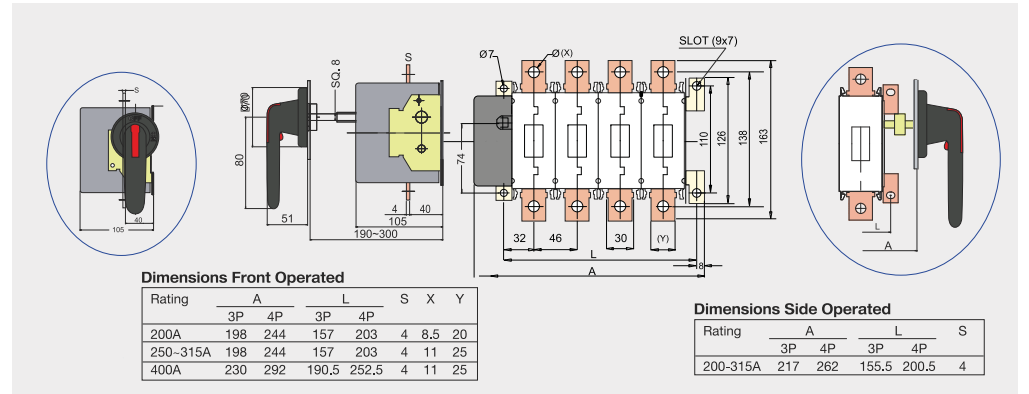 S
40
105
Ø70
80
51
SQ. 8
S
4
40
105
190~300
Ø7
Ø(X)
SLOT (9x7)
74
110
126
138
163
32
46
30
(Y)
L
8
A
L
A
Dimensions Front Operated
Rating A L S X Y
3P 4P 3P 4P
200A 198 244 157 203 4 8.5 20
250~315A 198 244 157 203 4 11 25
400A 230 292 190.5 252.5 4 11 25
Dimensions Side Operated
Rating A L S
3P 4P 3P 4P
200-315A 217 262 155.5 200.5 4